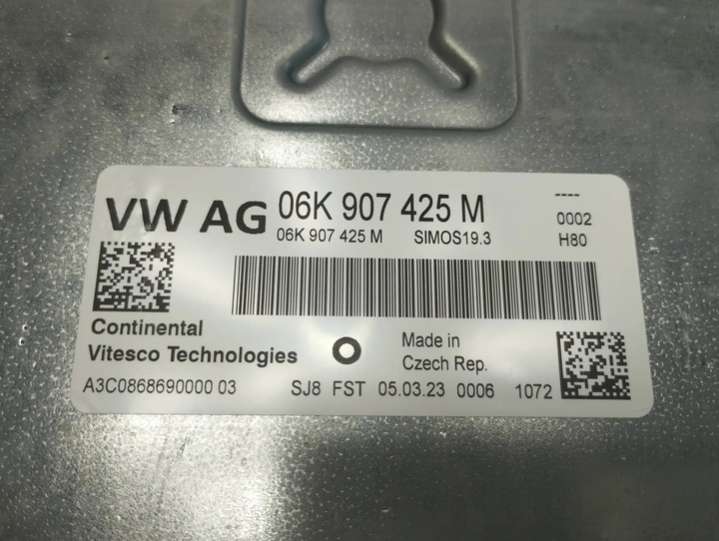 VW AG 06K 907 425 M ----
06K 907 425 M SIMOS19.3 0002
H80
Continental
Vitesco Technologies
Made in
Czech Rep.
A3C0868690000 03 SJ8 FST 05.03.23 0006 1072